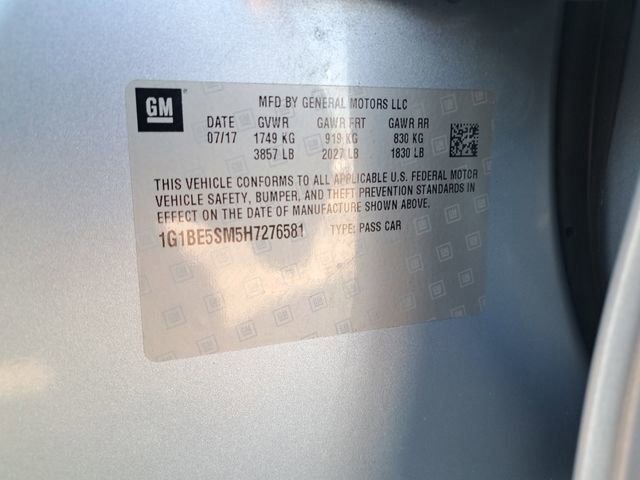 GM
MFD BY GENERAL MOTORS LLC
DATE GVWR GAWR FRT GAWR RR
07/17 1749 KG 919 KG 830 KG
3857 LB 2027 LB 1830 LB
THIS VEHICLE CONFORMS TO ALL APPLICABLE U.S. FEDERAL MOTOR
VEHICLE SAFETY, BUMPER, AND THEFT PREVENTION STANDARDS IN
EFFECT ON THE DATE OF MANUFACTURE SHOWN ABOVE.
1G1BE5SM5H7276581 TYPE: PASS CAR